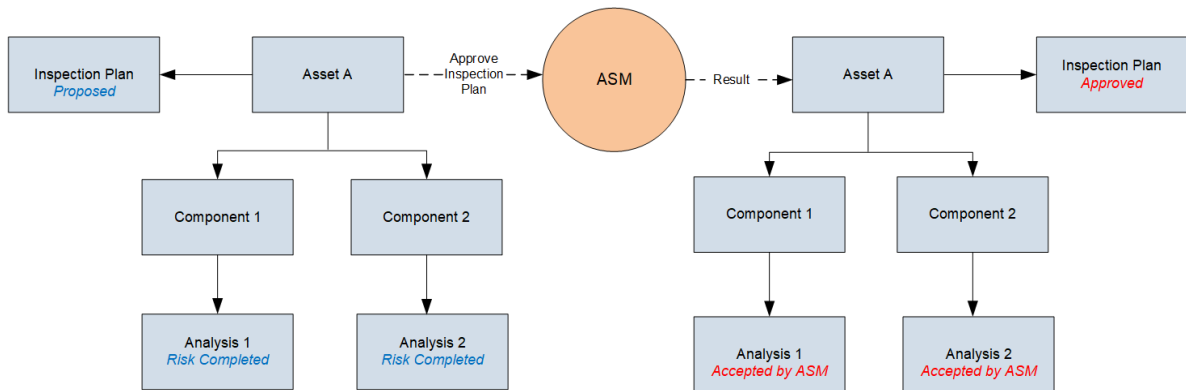 Inspection Plan
Proposed
Asset A
Approve
Inspection
Plan
ASM
Result
Asset A
Inspection Plan
Approved
Component 1
Component 2
Component 1
Component 2
Analysis 1
Risk Completed
Analysis 2
Risk Completed
Analysis 1
Accepted by ASM
Analysis 2
Accepted by ASM